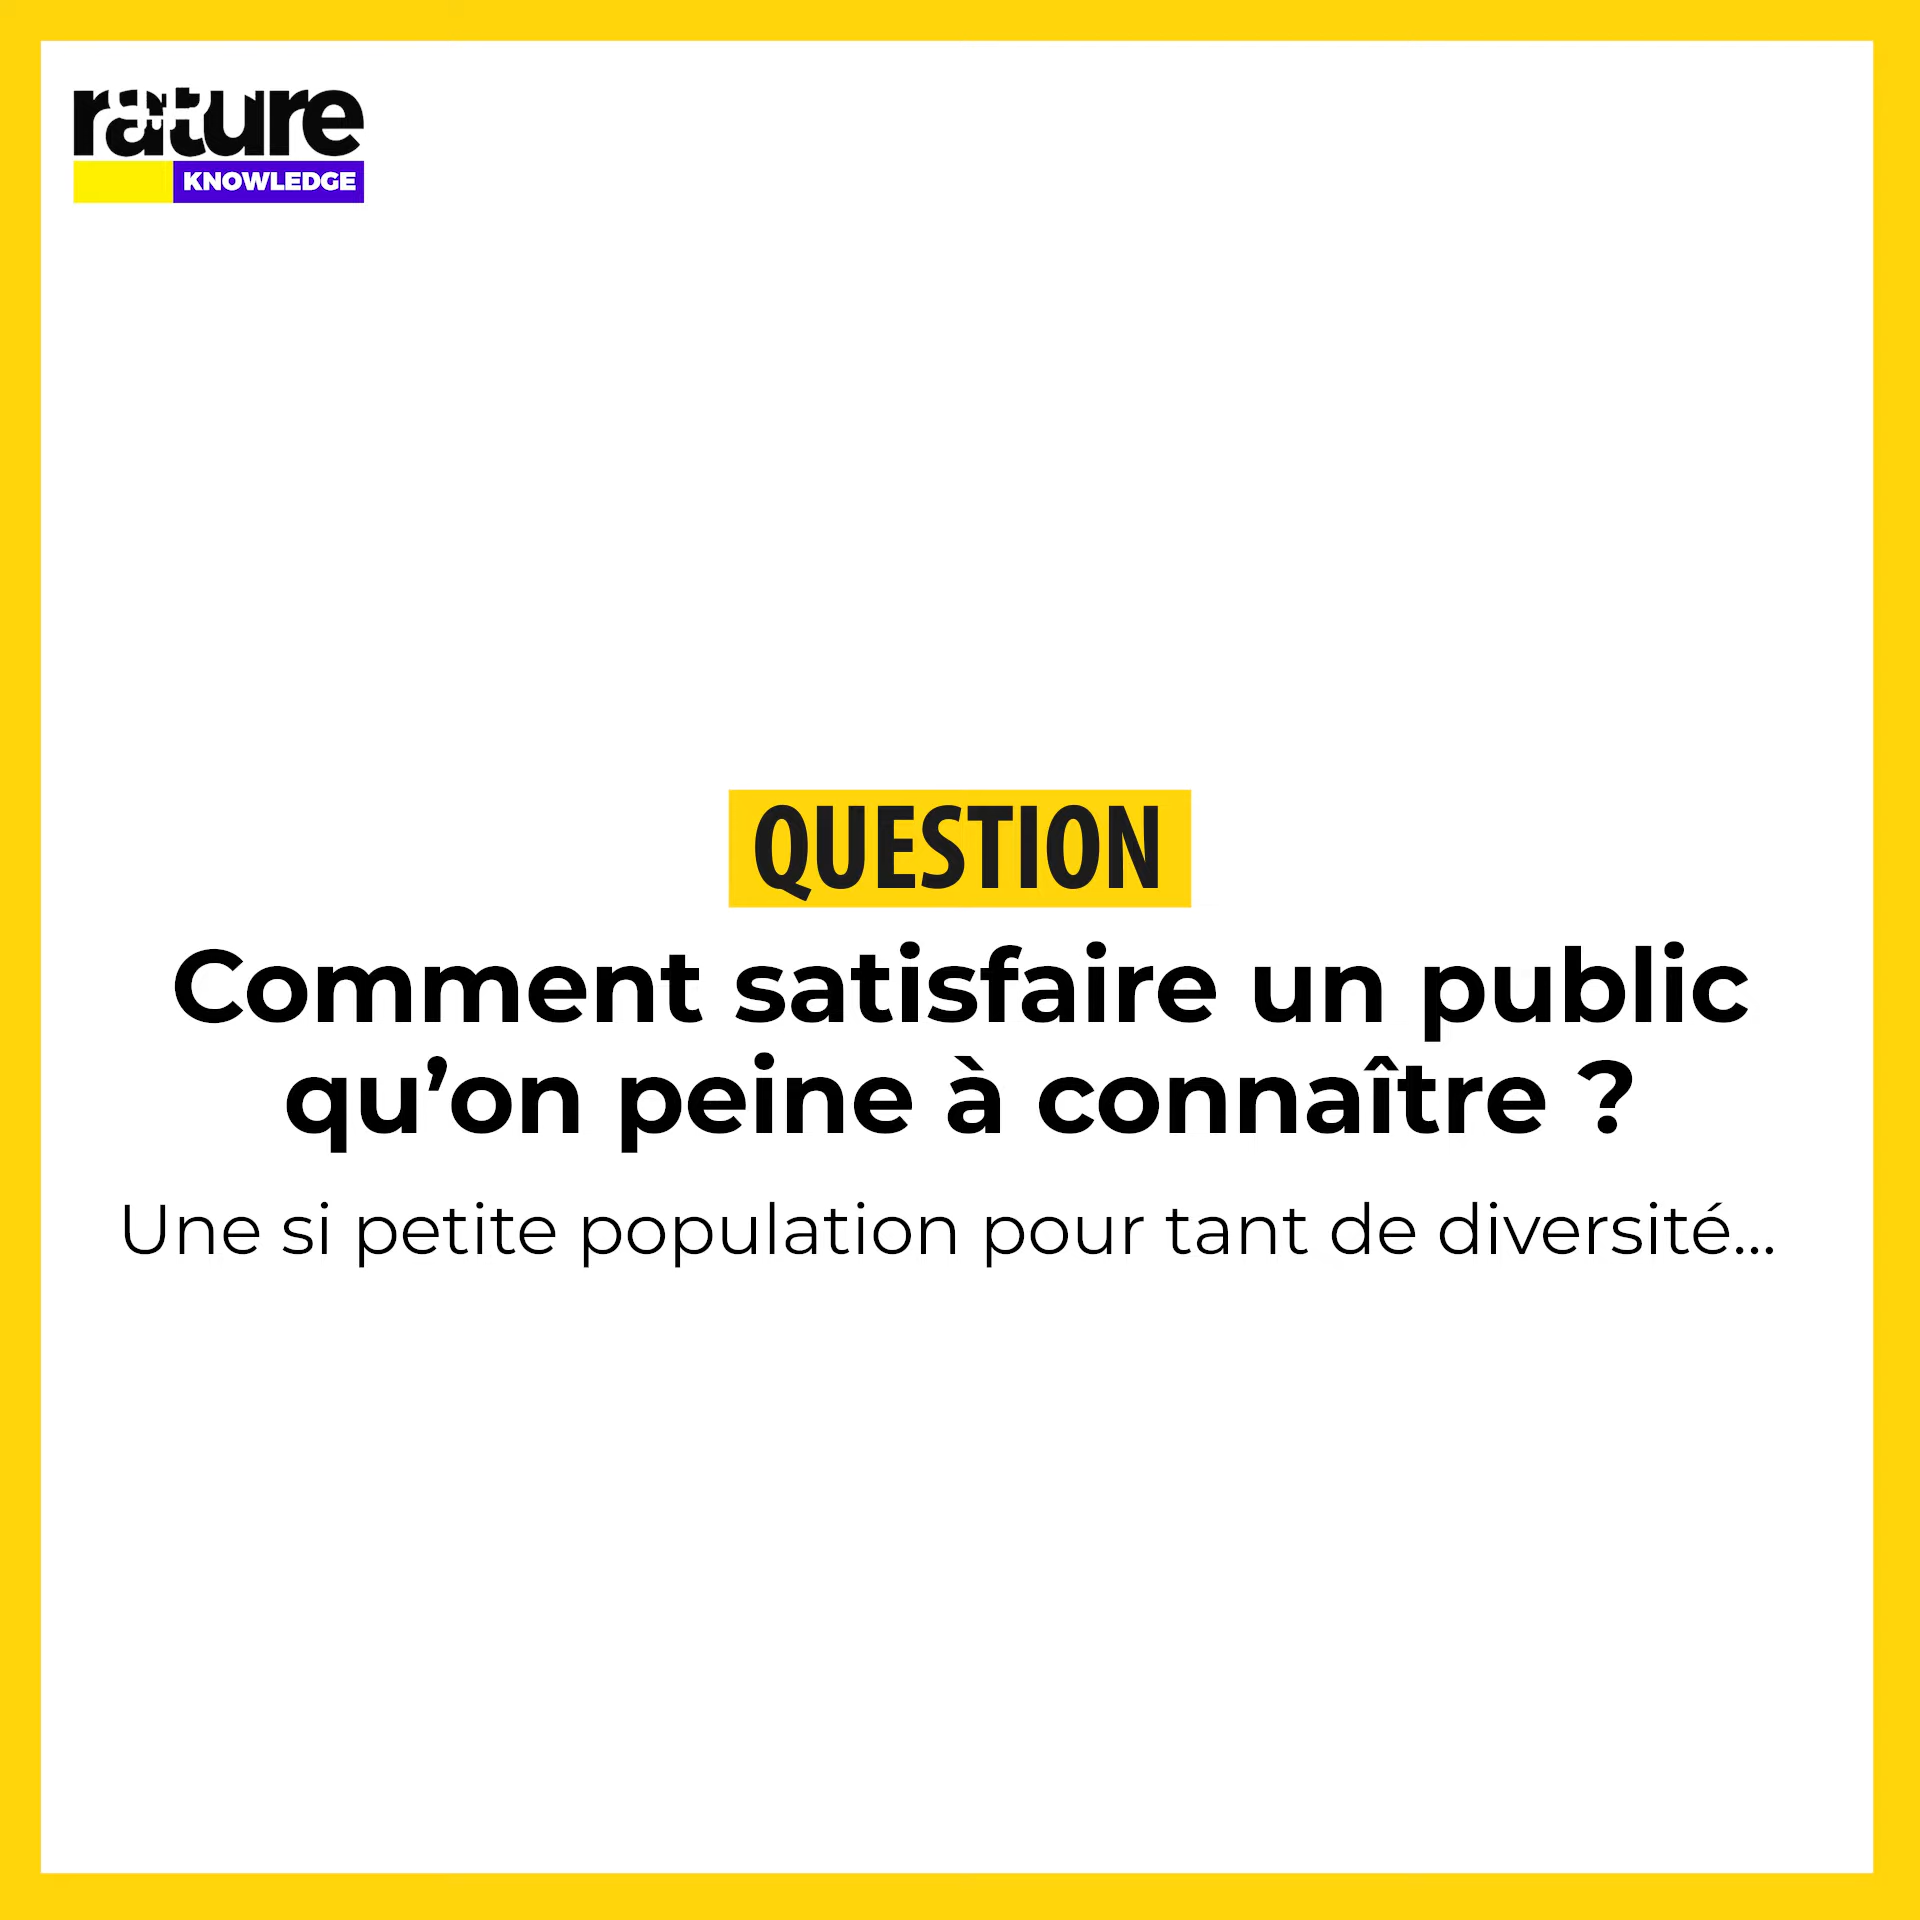 rature
KNOWLEDGE
QUESTION
Comment satisfaire un public
qu’on peine à connaître ?
Une si petite population pour tant de diversité...